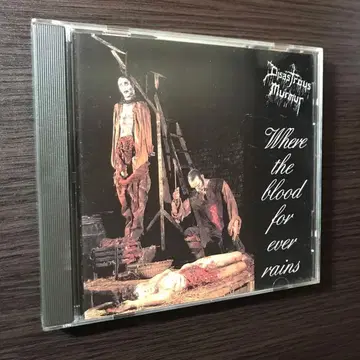 Disastrous
Murmur
Where
the
blood
for
ever
rains